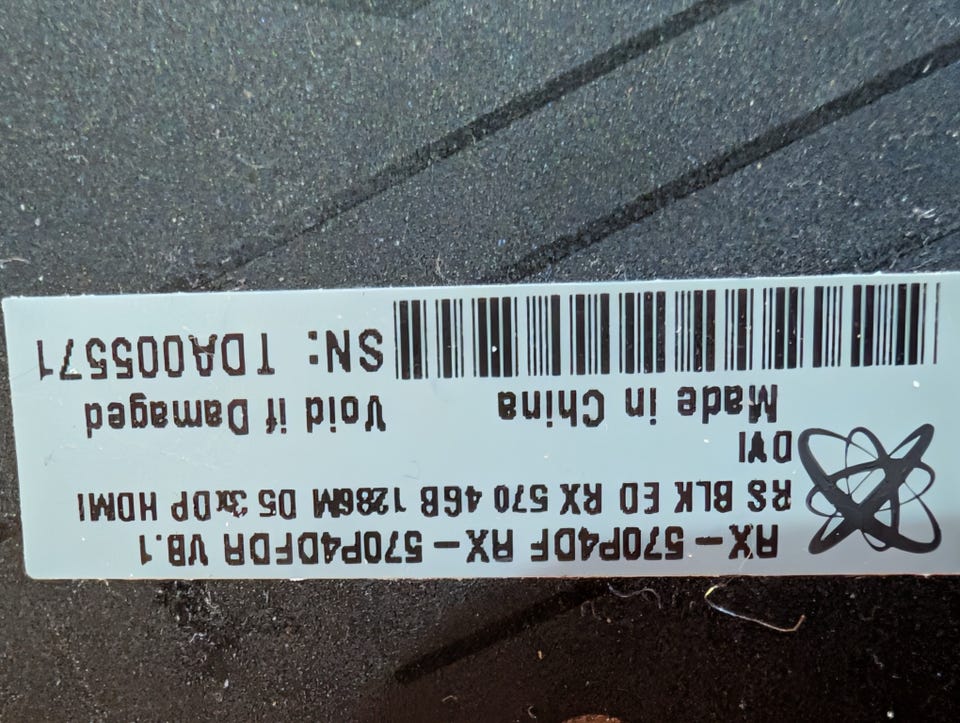 RX-570P4DF RX-570P4DFDR VB.1
RS BLK ED RX 570 4GB 1286M D5 3xDP HDMI
DVI
Made in China Void if Damaged
SN: TDA005571